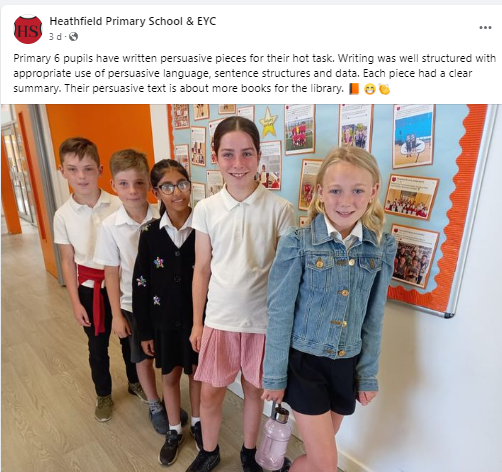 HS
Heathfield Primary School & EYC
3 d ·
Primary 6 pupils have written persuasive pieces for their hot task. Writing was well structured with
appropriate use of persuasive language, sentence structures and data. Each piece had a clear
summary. Their persuasive text is about more books for the library. 📙 😷 👏